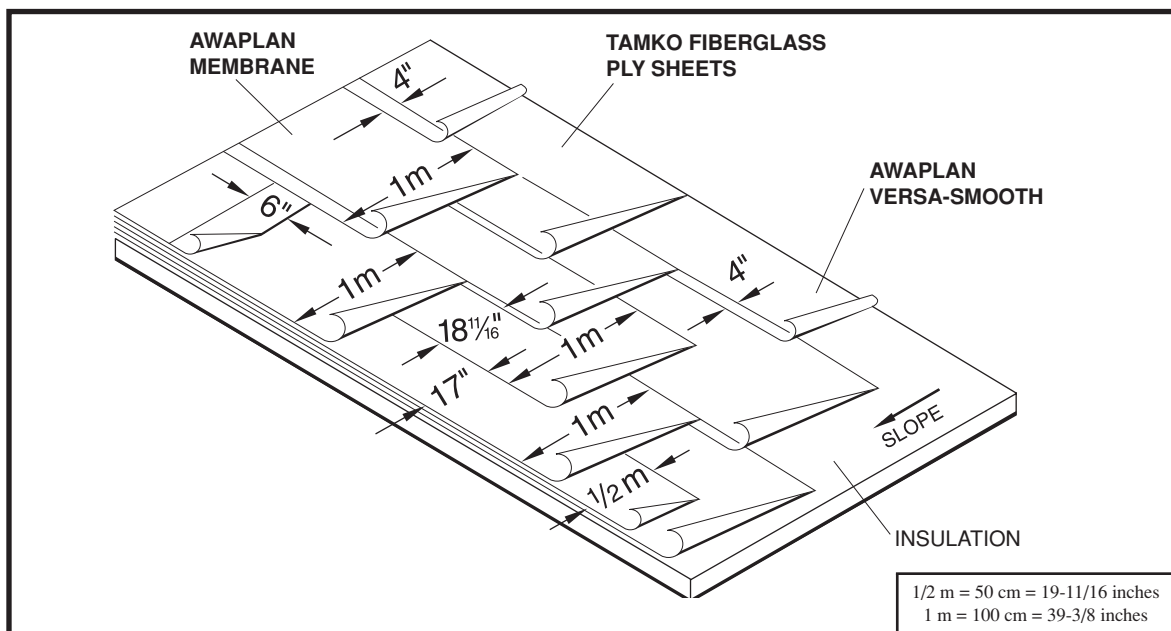 AWAPLAN
MEMBRANE
TAMKO FIBERGLASS
PLY SHEETS
4"
AWAPLAN
VERSA-SMOOTH
1m
6"
4"
1m
18 11/16"
1m
17"
1m
SLOPE
1/2 m
INSULATION
1/2 m = 50 cm = 19-11/16 inches
1 m = 100 cm = 39-3/8 inches